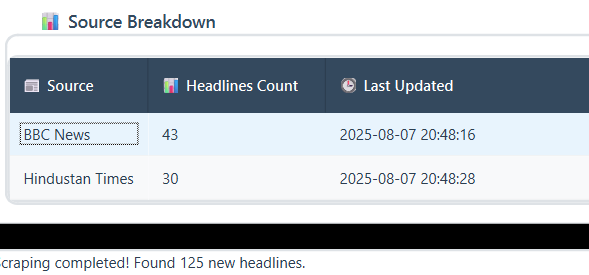 Source Breakdown
Source Headlines Count Last Updated
BBC News 43 2025-08-07 20:48:16
Hindustan Times 30 2025-08-07 20:48:28
Scraping completed! Found 125 new headlines.